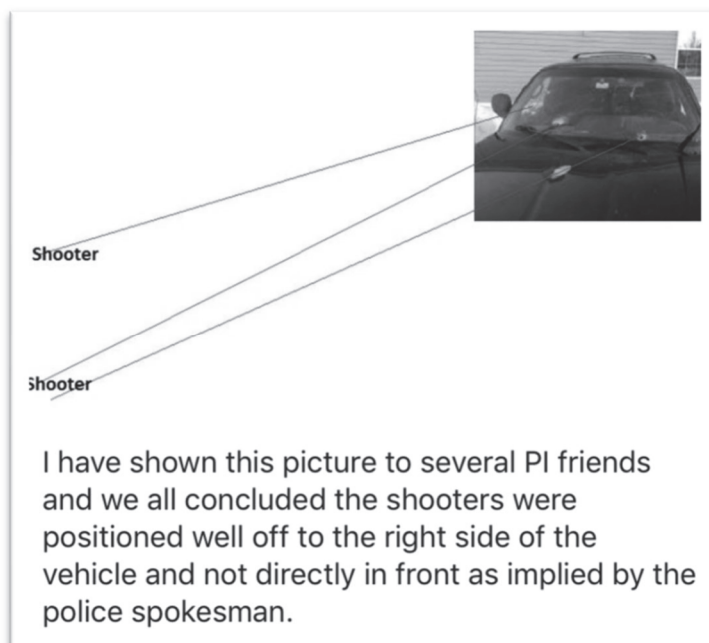 Shooter
Shooter
I have shown this picture to several PI friends
and we all concluded the shooters were
positioned well off to the right side of the
vehicle and not directly in front as implied by the
police spokesman.